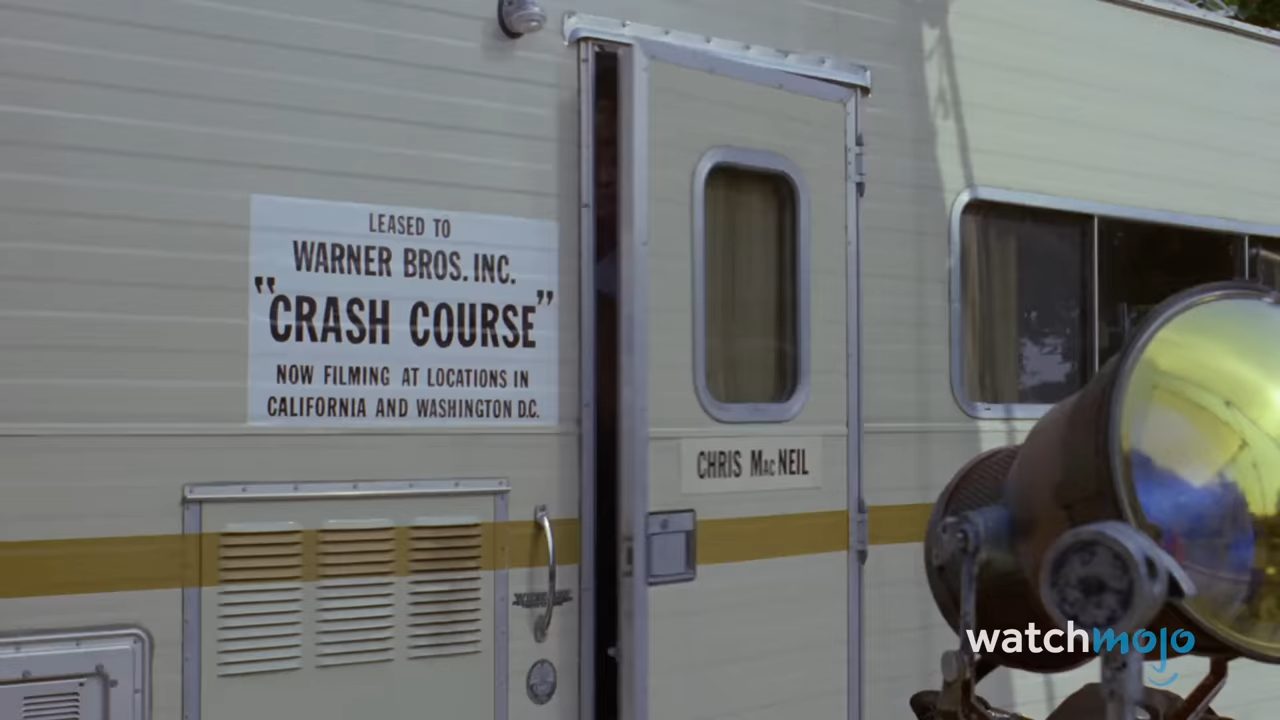 LEASED TO
WARNER BROS. INC.
"CRASH COURSE"
NOW FILMING AT LOCATIONS IN
CALIFORNIA AND WASHINGTON D.C.
CHRIS MacNEIL
watchmojo